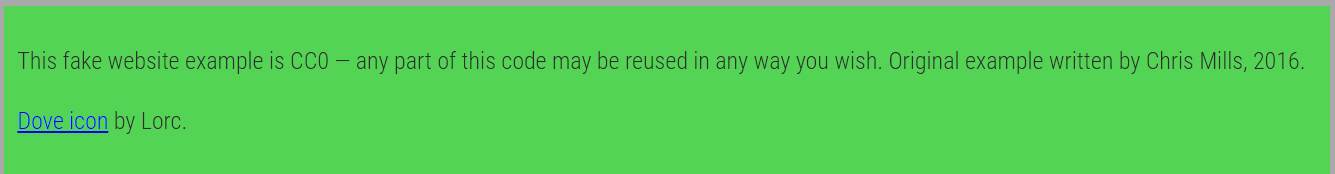 This fake website example is CC0 — any part of this code may be reused in any way you wish. Original example written by Chris Mills, 2016.
Dove icon by Lorc.